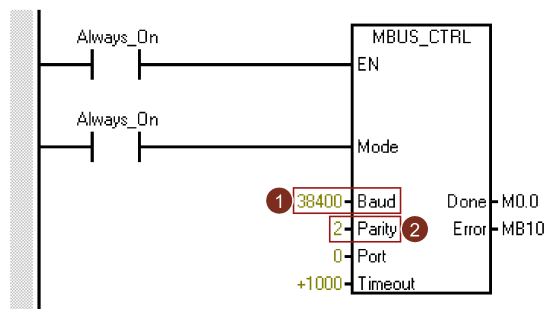 Always_On
MBUS_CTRL
EN
Always_On
Mode
1 38400 Baud Done M0.0
2 Parity 2 Error MB10
0 Port
+1000 Timeout